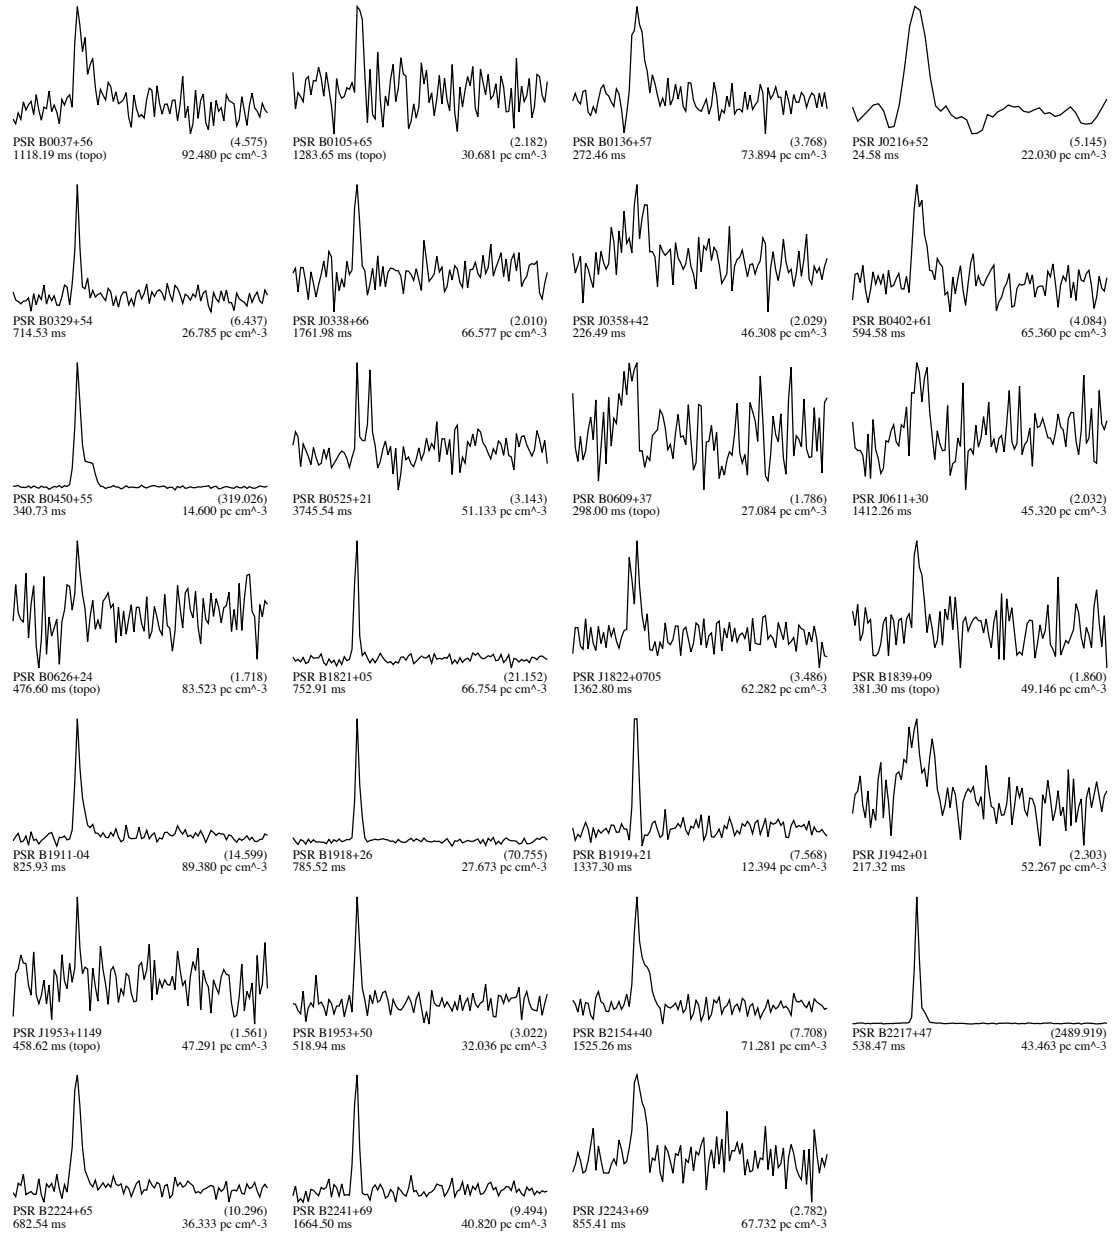 PSR B0037+56 (4.575)
1118.19 ms (topo) 92.480 pc cm^-3
PSR B0105+65 (2.182)
1283.65 ms (topo) 30.681 pc cm^-3
PSR B0136+57 (3.768)
272.46 ms 73.894 pc cm^-3
PSR J0216+52 (5.145)
24.58 ms 22.030 pc cm^-3
PSR B0329+54 (6.437)
714.53 ms 26.785 pc cm^-3
PSR J0338+66 (2.010)
1761.98 ms 66.577 pc cm^-3
PSR J0358+42 (2.029)
226.49 ms 46.308 pc cm^-3
PSR B0402+61 (4.084)
594.58 ms 65.360 pc cm^-3
PSR B0450+55 (319.026)
340.73 ms 14.600 pc cm^-3
PSR B0525+21 (3.143)
3745.54 ms 51.133 pc cm^-3
PSR B0609+37 (1.786)
298.00 ms (topo) 27.084 pc cm^-3
PSR J0611+30 (2.032)
1412.26 ms 45.320 pc cm^-3
PSR B0626+24 (1.718)
476.60 ms (topo) 83.523 pc cm^-3
PSR B1821+05 (21.152)
752.91 ms 66.754 pc cm^-3
PSR J1822+0705 (3.486)
1362.80 ms 62.282 pc cm^-3
PSR B1839+09 (1.860)
381.30 ms (topo) 49.146 pc cm^-3
PSR B1911-04 (14.599)
825.93 ms 89.380 pc cm^-3
PSR B1918+26 (70.755)
785.52 ms 27.673 pc cm^-3
PSR B1919+21 (7.568)
1337.30 ms 12.394 pc cm^-3
PSR J1942+01 (2.303)
217.32 ms 52.267 pc cm^-3
PSR J1953+1149 (1.561)
458.62 ms (topo) 47.291 pc cm^-3
PSR B1953+50 (3.022)
518.94 ms 32.036 pc cm^-3
PSR B2154+40 (7.708)
1525.26 ms 71.281 pc cm^-3
PSR B2217+47 (2489.919)
538.47 ms 43.463 pc cm^-3
PSR B2224+65 (10.296)
682.54 ms 36.333 pc cm^-3
PSR B2241+69 (9.494)
1664.50 ms 40.820 pc cm^-3
PSR J2243+69 (2.782)
855.41 ms 67.732 pc cm^-3